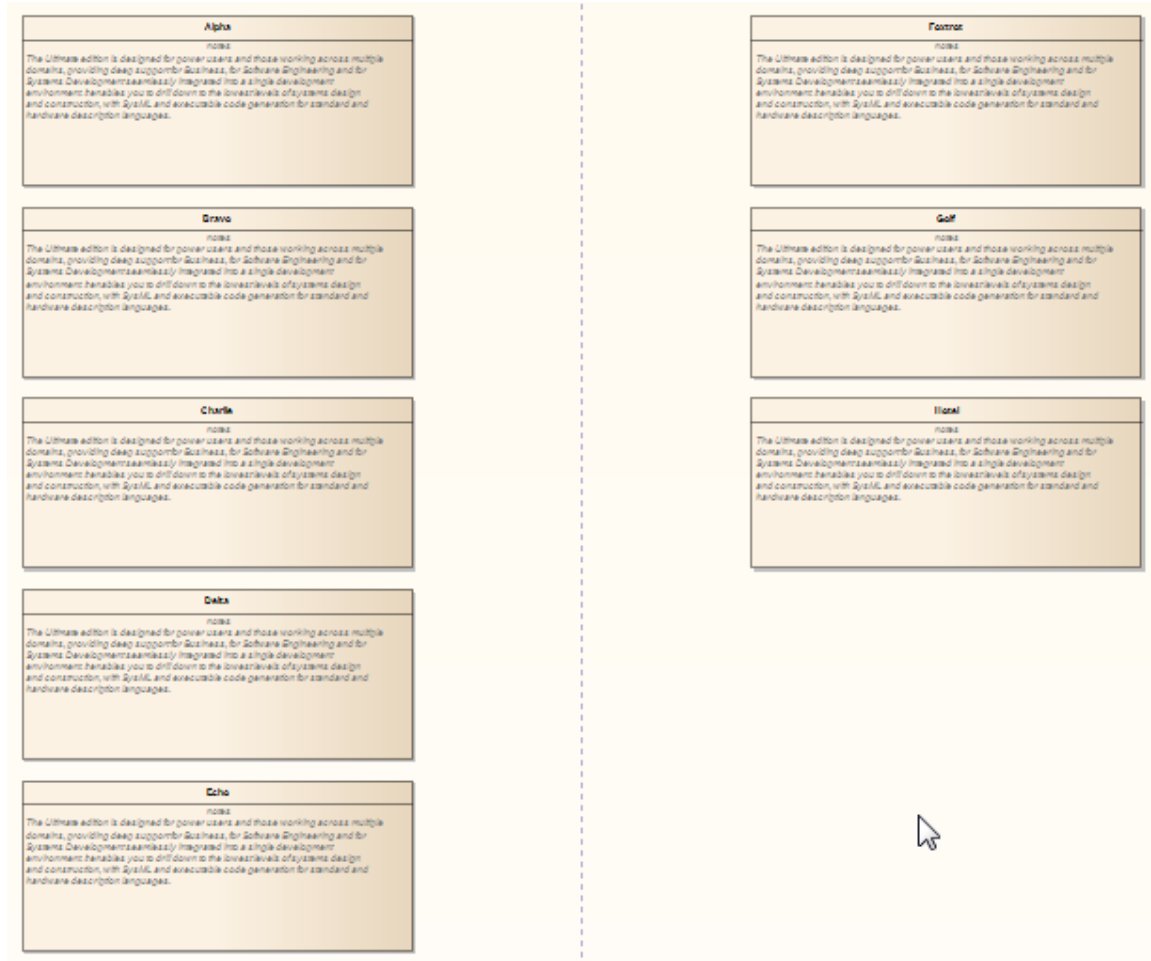 Alpha
notes
The Ultimate edition is designed for power users and those working across multiple
domains, providing deep support for Business, for Software Engineering and for
Systems Development seamlessly integrated into a single development
environment. It enables you to drill down to the lowest levels of systems design
and construction, with SysML and executable code generation for standard and
hardware description languages.
Bravo
notes
The Ultimate edition is designed for power users and those working across multiple
domains, providing deep support for Business, for Software Engineering and for
Systems Development seamlessly integrated into a single development
environment. It enables you to drill down to the lowest levels of systems design
and construction, with SysML and executable code generation for standard and
hardware description languages.
Charlie
notes
The Ultimate edition is designed for power users and those working across multiple
domains, providing deep support for Business, for Software Engineering and for
Systems Development seamlessly integrated into a single development
environment. It enables you to drill down to the lowest levels of systems design
and construction, with SysML and executable code generation for standard and
hardware description languages.
Delta
notes
The Ultimate edition is designed for power users and those working across multiple
domains, providing deep support for Business, for Software Engineering and for
Systems Development seamlessly integrated into a single development
environment. It enables you to drill down to the lowest levels of systems design
and construction, with SysML and executable code generation for standard and
hardware description languages.
Echo
notes
The Ultimate edition is designed for power users and those working across multiple
domains, providing deep support for Business, for Software Engineering and for
Systems Development seamlessly integrated into a single development
environment. It enables you to drill down to the lowest levels of systems design
and construction, with SysML and executable code generation for standard and
hardware description languages.
Foxtrot
notes
The Ultimate edition is designed for power users and those working across multiple
domains, providing deep support for Business, for Software Engineering and for
Systems Development seamlessly integrated into a single development
environment. It enables you to drill down to the lowest levels of systems design
and construction, with SysML and executable code generation for standard and
hardware description languages.
Golf
notes
The Ultimate edition is designed for power users and those working across multiple
domains, providing deep support for Business, for Software Engineering and for
Systems Development seamlessly integrated into a single development
environment. It enables you to drill down to the lowest levels of systems design
and construction, with SysML and executable code generation for standard and
hardware description languages.
Hotel
notes
The Ultimate edition is designed for power users and those working across multiple
domains, providing deep support for Business, for Software Engineering and for
Systems Development seamlessly integrated into a single development
environment. It enables you to drill down to the lowest levels of systems design
and construction, with SysML and executable code generation for standard and
hardware description languages.